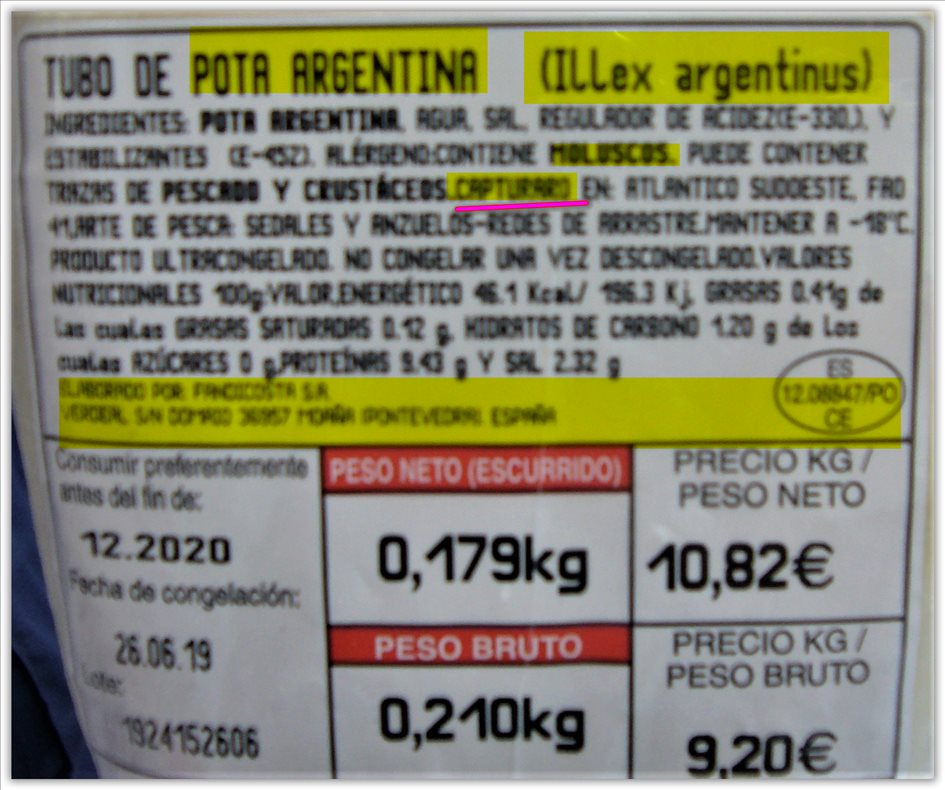 TUBO DE POTA ARGENTINA (ILLex argentinus)
INGREDIENTES: POTA ARGENTINA, AGUA, SAL, REGULADOR DE ACIDEZ(E-330,), Y
ESTABILIZANTES (E-452). ALÉRGENO:CONTIENE MOLUSCOS. PUEDE CONTENER
TRAZAS DE PESCADO Y CRUSTÁCEOS.CAPTURARO EN: ATLANTICO SUDOESTE, FAO
41,ARTE DE PESCA: SEDALES Y ANZUELOS-REDES DE ARRASTRE.MANTENER A -18°C.
PRODUCTO ULTRACONGELADO. NO CONGELAR UNA VEZ DESCONGELADO.VALORES
NUTRICIONALES 100g:VALOR.ENERGÉTICO 46.1 Kcal/ 196.3 Kj, GRASAS 0.41g de
Las cuales GRASAS SATURADAS 0.12 g, HIDRATOS DE CARBONO 1.20 g de Los
cuales AZÚCARES 0 g,PROTEÍNAS 9.43 g Y SAL 2.32 g
ELABORADO POR: FANDICOSTA S.A.
VERDEAL S/N DOMAIO 36957 MOAÑA (PONTEVEDRA). ESPAÑA
ES
12.08847/PO
CE
Consumir preferentemente
antes del fin de:
12.2020
Fecha de congelación:
26.06.19
Lote:
1924152606
PESO NETO (ESCURRIDO)
0,179kg
PRECIO KG /
PESO NETO
10,82€
PESO BRUTO
0,210kg
PRECIO KG /
PESO BRUTO
9,20€